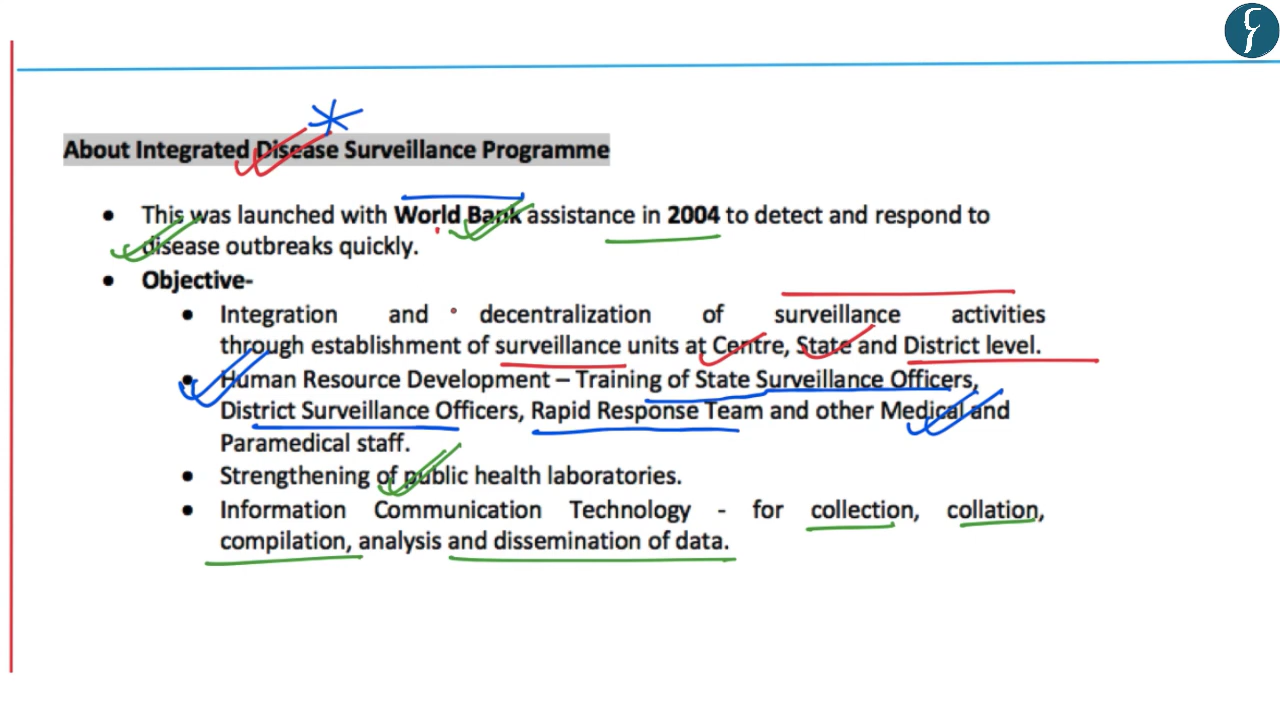 About Integrated Disease Surveillance Programme
• This was launched with World Bank assistance in 2004 to detect and respond to
disease outbreaks quickly.
• Objective-
• Integration and decentralization of surveillance activities
through establishment of surveillance units at Centre, State and District level.
• Human Resource Development – Training of State Surveillance Officers,
District Surveillance Officers, Rapid Response Team and other Medical and
Paramedical staff.
• Strengthening of public health laboratories.
• Information Communication Technology - for collection, collation,
compilation, analysis and dissemination of data.